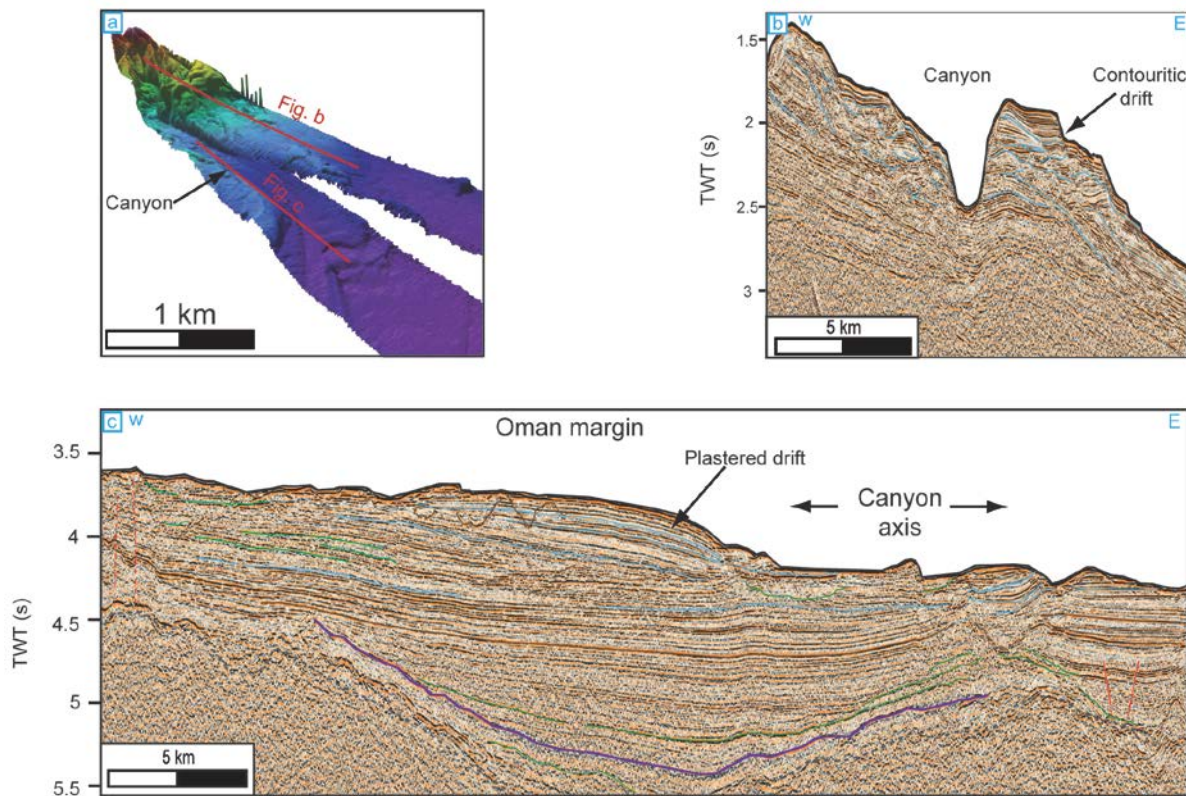 a
Fig. b
Fig. c
Canyon
1 km
b W
E
1.5
2
2.5
3
TWT (s)
Canyon
Contouritic
drift
5 km
c W
E
Oman margin
Plastered drift
Canyon
axis
3.5
4
4.5
5
5.5
TWT (s)
5 km